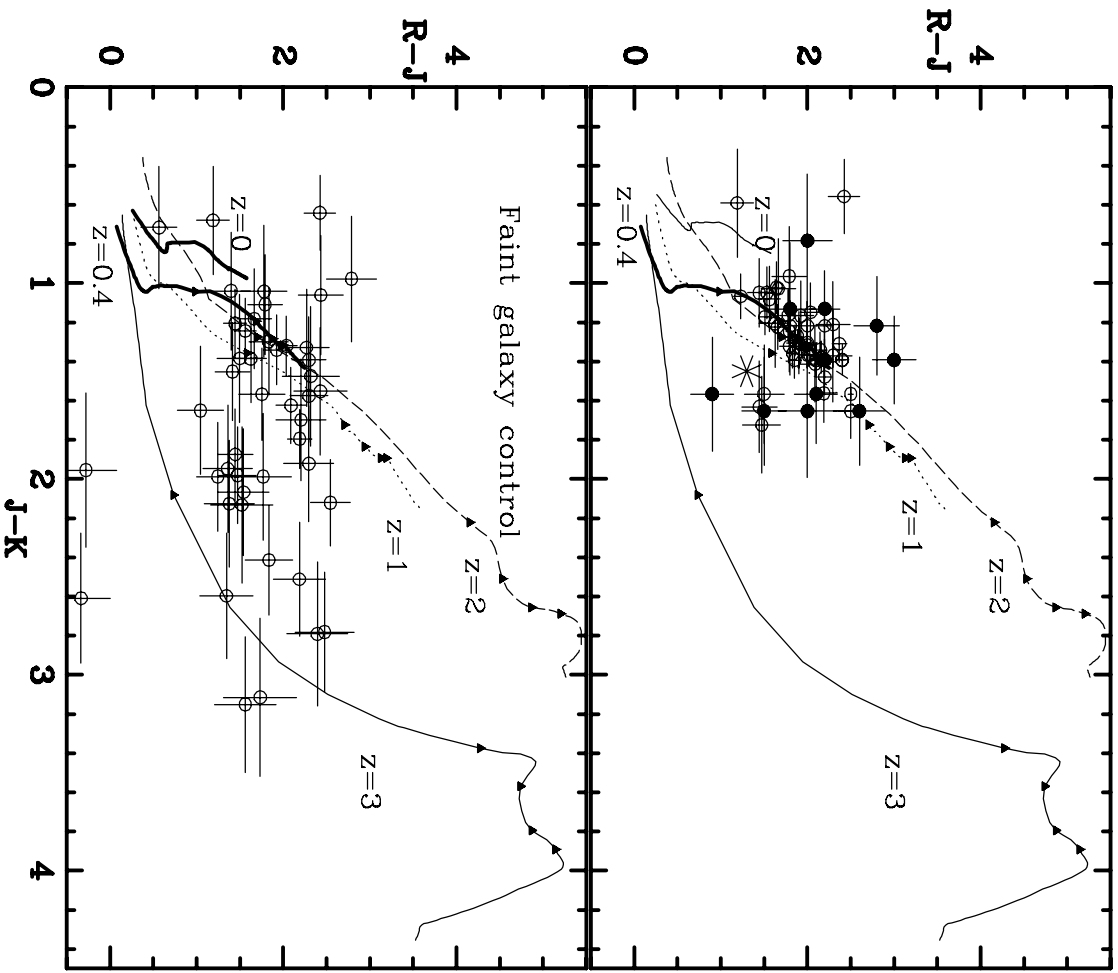 R-J
0
2
4
z=0
z=0.4
z=1
z=2
z=3
R-J
0
2
4
Faint galaxy control
z=0
z=0.4
z=1
z=2
z=3
0
1
2
3
4
J-K